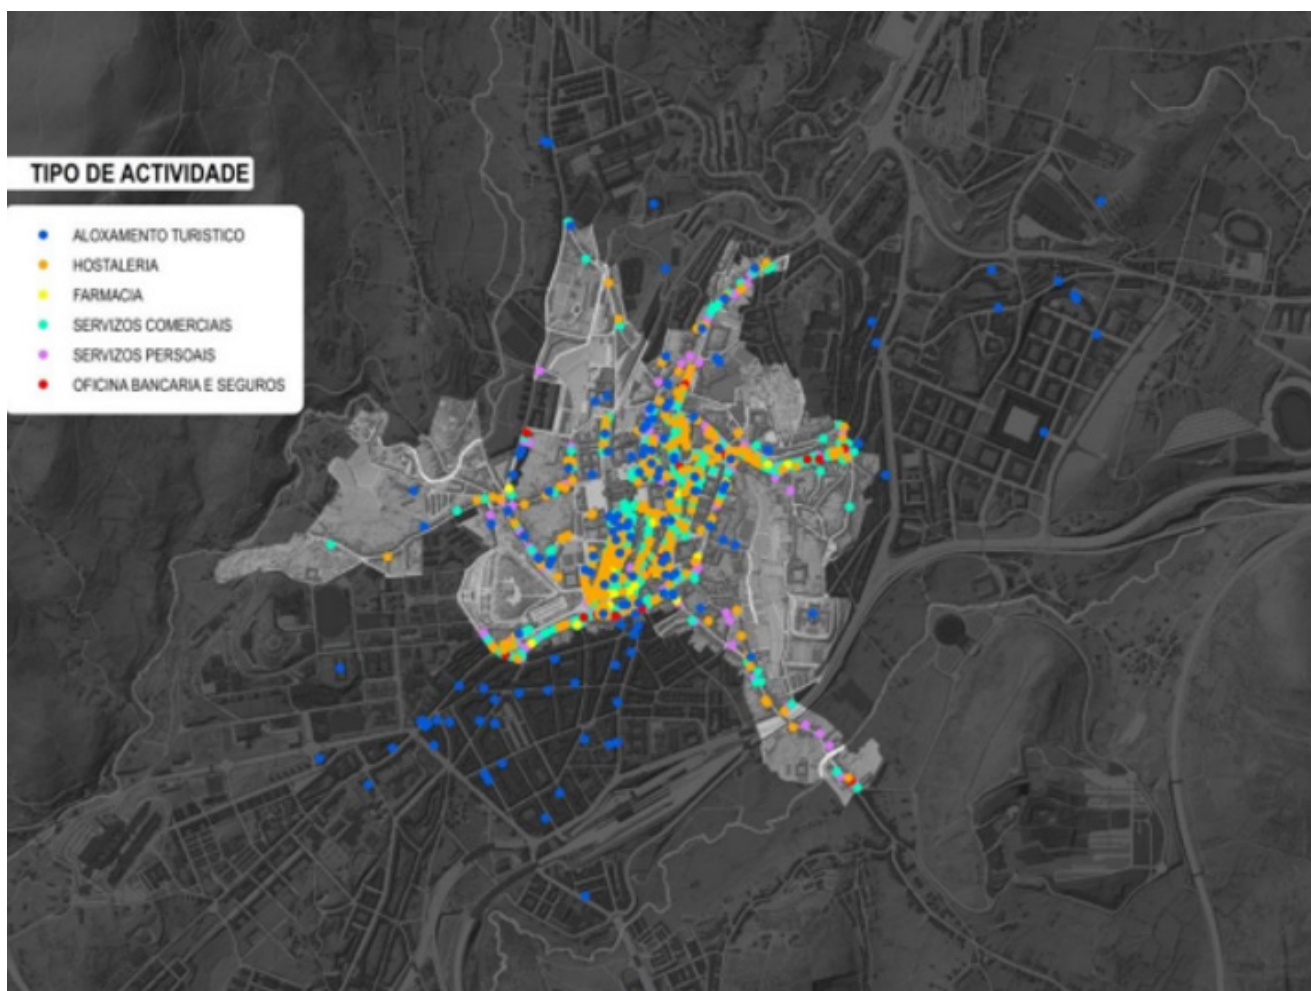 TIPO DE ACTIVIDADE
ALOXAMENTO TURISTICO
HOSTALERIA
FARMACIA
SERVIZOS COMERCIAIS
SERVIZOS PERSOAIS
OFICINA BANCARIA E SEGUROS